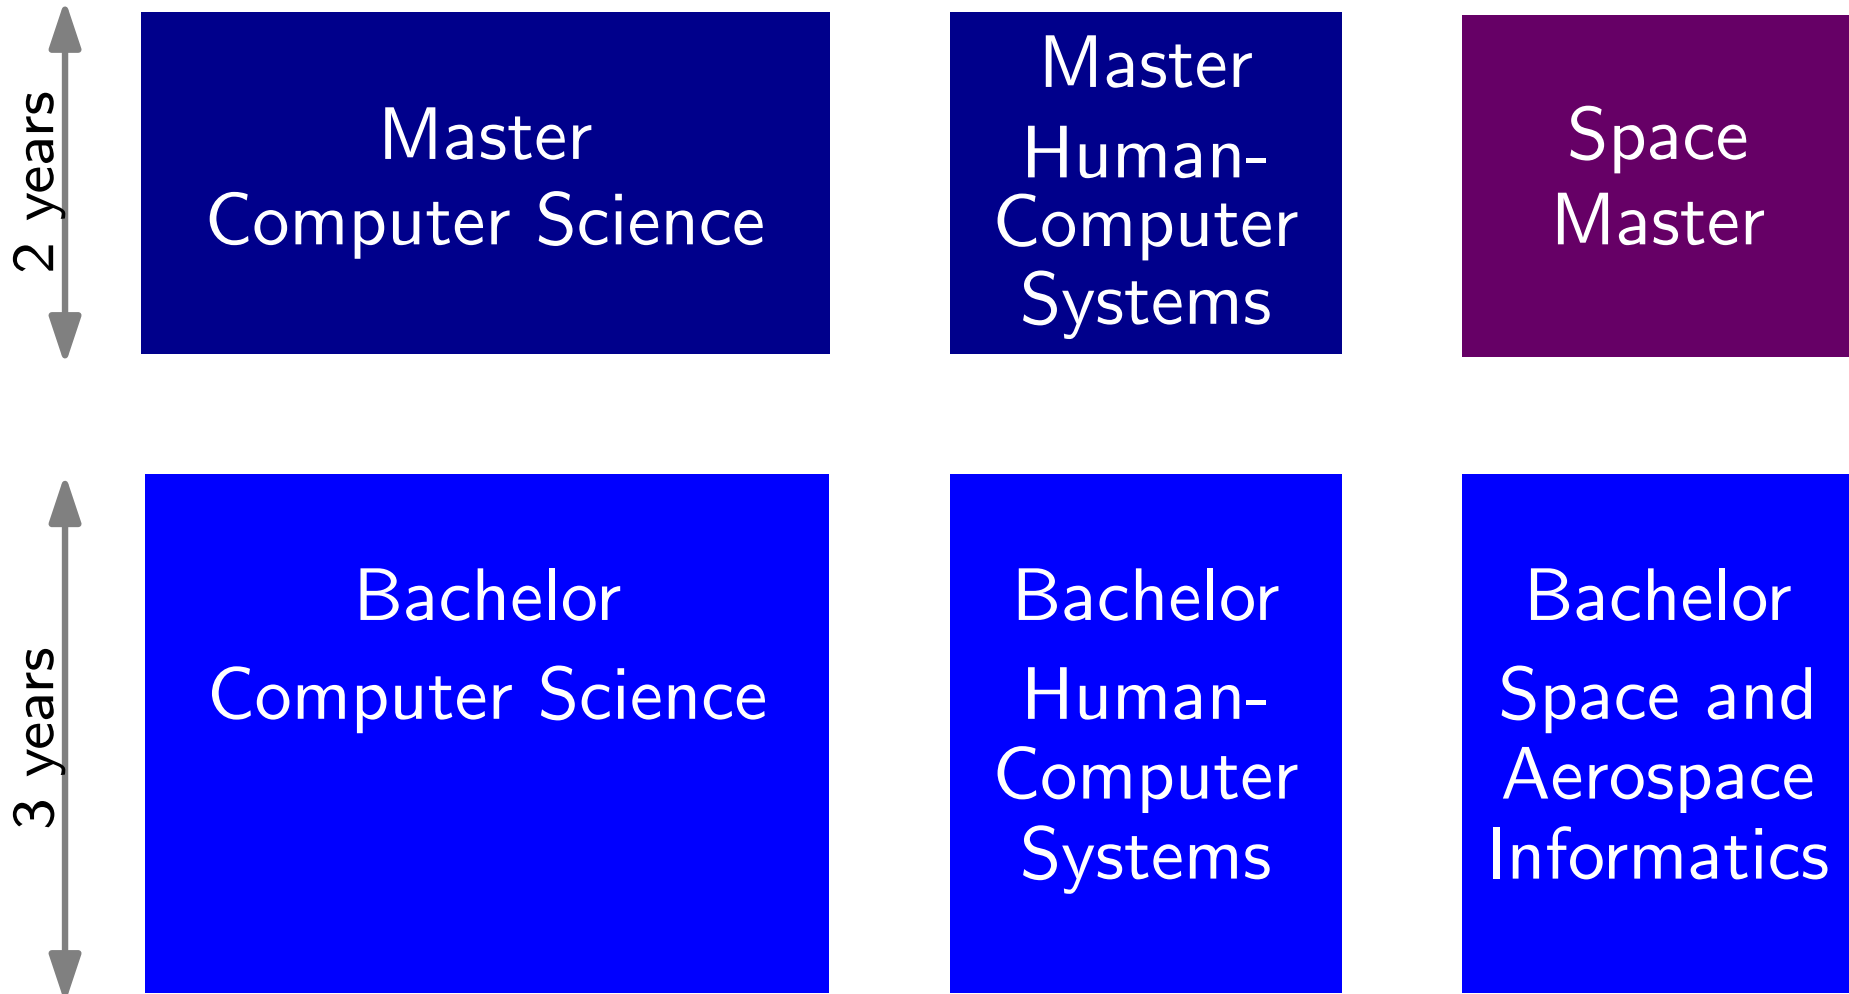 2 years
Master
Computer Science
Master
Human-
Computer
Systems
Space
Master
3 years
Bachelor
Computer Science
Bachelor
Human-
Computer
Systems
Bachelor
Space and
Aerospace
Informatics